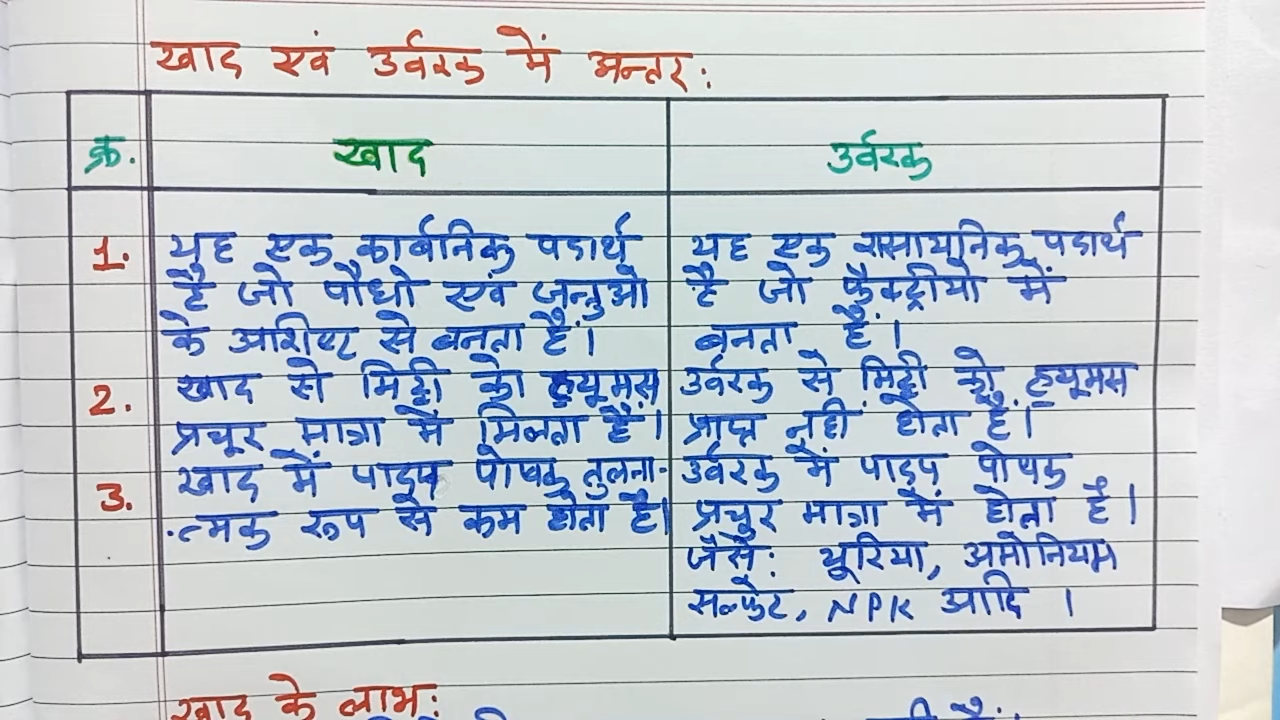 खाद एवं उर्वरक में अन्तर:
क्र. खाद उर्वरक
1. यह एक कार्बनिक पदार्थ यह एक रासायनिक पदार्थ
है जो पौधो एवं जन्तुओ है जो फैक्ट्रीयो में
के अशिष्ट से बनता है। बनता है।
2. खाद से मिट्टी को ह्यूमस उर्वरक से मिट्टी को ह्यूमस
प्रचूर मात्रा में मिलता है। प्राप्त नही होता है।
3. खाद में पादप पोषक तुलना- उर्वरक में पादप पोषक
त्मक रूप से कम होता है। प्रचुर मात्रा में होता है।
जैसे: यूरिया, अमोनियम
सल्फेट, NPK आदि ।
खाद के लाभ: